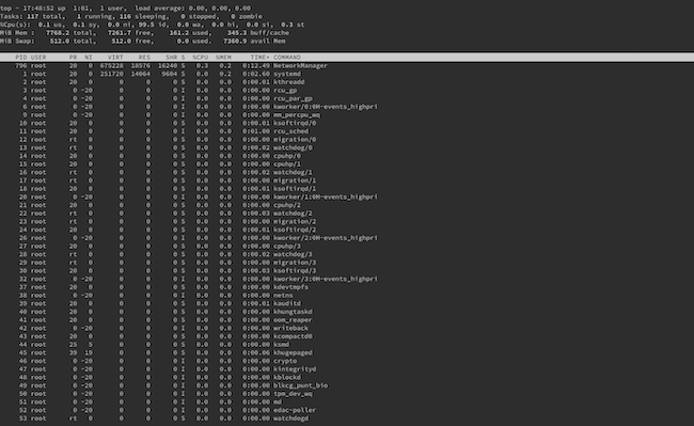 top - 17:48:52 up 1:01, 1 user, load average: 0.00, 0.00, 0.00
Tasks: 117 total, 1 running, 116 sleeping, 0 stopped, 0 zombie
%Cpu(s): 0.1 us, 0.1 sy, 0.0 ni, 99.5 id, 0.0 wa, 0.0 hi, 0.0 si, 0.3 st
MiB Mem : 7768.2 total, 7261.7 free, 161.2 used, 345.3 buff/cache
MiB Swap: 512.0 total, 512.0 free, 0.0 used. 7360.9 avail Mem
PID USER PR NI VIRT RES SHR S %CPU %MEM TIME+ COMMAND
796 root 20 0 675228 18576 16240 S 0.3 0.2 0:12.49 NetworkManager
1 root 20 0 251720 14064 9604 S 0.0 0.2 0:02.60 systemd
2 root 20 0 0 0 0 S 0.0 0.0 0:00.01 kthreadd
3 root 0 -20 0 0 0 I 0.0 0.0 0:00.00 rcu_gp
4 root 0 -20 0 0 0 I 0.0 0.0 0:00.00 rcu_par_gp
6 root 0 -20 0 0 0 I 0.0 0.0 0:00.00 kworker/0:0H-events_highpri
9 root 0 -20 0 0 0 I 0.0 0.0 0:00.00 mm_percpu_wq
10 root 20 0 0 0 0 S 0.0 0.0 0:00.01 ksoftirqd/0
11 root 20 0 0 0 0 I 0.0 0.0 0:00.01 rcu_sched
12 root rt 0 0 0 0 S 0.0 0.0 0:00.00 migration/0
13 root rt 0 0 0 0 S 0.0 0.0 0:00.02 watchdog/0
14 root 20 0 0 0 0 S 0.0 0.0 0:00.00 cpuhp/0
15 root 20 0 0 0 0 S 0.0 0.0 0:00.00 cpuhp/1
16 root rt 0 0 0 0 S 0.0 0.0 0:00.02 watchdog/1
17 root rt 0 0 0 0 S 0.0 0.0 0:00.00 migration/1
18 root 20 0 0 0 0 S 0.0 0.0 0:00.01 ksoftirqd/1
20 root 0 -20 0 0 0 I 0.0 0.0 0:00.00 kworker/1:0H-events_highpri
21 root 20 0 0 0 0 S 0.0 0.0 0:00.00 cpuhp/2
22 root rt 0 0 0 0 S 0.0 0.0 0:00.03 watchdog/2
23 root rt 0 0 0 0 S 0.0 0.0 0:00.00 migration/2
24 root 20 0 0 0 0 S 0.0 0.0 0:00.01 ksoftirqd/2
26 root 0 -20 0 0 0 I 0.0 0.0 0:00.00 kworker/2:0H-events_highpri
27 root 20 0 0 0 0 S 0.0 0.0 0:00.00 cpuhp/3
28 root rt 0 0 0 0 S 0.0 0.0 0:00.02 watchdog/3
29 root rt 0 0 0 0 S 0.0 0.0 0:00.00 migration/3
30 root 20 0 0 0 0 S 0.0 0.0 0:00.03 ksoftirqd/3
32 root 0 -20 0 0 0 I 0.0 0.0 0:00.00 kworker/3:0H-events_highpri
37 root 20 0 0 0 0 S 0.0 0.0 0:00.00 kdevtmpfs
38 root 0 -20 0 0 0 I 0.0 0.0 0:00.00 netns
39 root 20 0 0 0 0 S 0.0 0.0 0:00.01 kauditd
40 root 20 0 0 0 0 S 0.0 0.0 0:00.00 khungtaskd
41 root 20 0 0 0 0 S 0.0 0.0 0:00.00 oom_reaper
42 root 0 -20 0 0 0 I 0.0 0.0 0:00.00 writeback
43 root 20 0 0 0 0 S 0.0 0.0 0:00.00 kcompactd0
44 root 25 5 0 0 0 S 0.0 0.0 0:00.00 ksmd
45 root 39 19 0 0 0 S 0.0 0.0 0:00.06 khugepaged
46 root 0 -20 0 0 0 I 0.0 0.0 0:00.00 crypto
47 root 0 -20 0 0 0 I 0.0 0.0 0:00.00 kintegrityd
48 root 0 -20 0 0 0 I 0.0 0.0 0:00.00 kblockd
49 root 0 -20 0 0 0 I 0.0 0.0 0:00.00 blkcg_punt_bio
50 root 0 -20 0 0 0 I 0.0 0.0 0:00.00 tpm_dev_wq
51 root 0 -20 0 0 0 I 0.0 0.0 0:00.00 md
52 root 0 -20 0 0 0 I 0.0 0.0 0:00.00 edac-poller
53 root rt 0 0 0 0 S 0.0 0.0 0:00.00 watchdogd